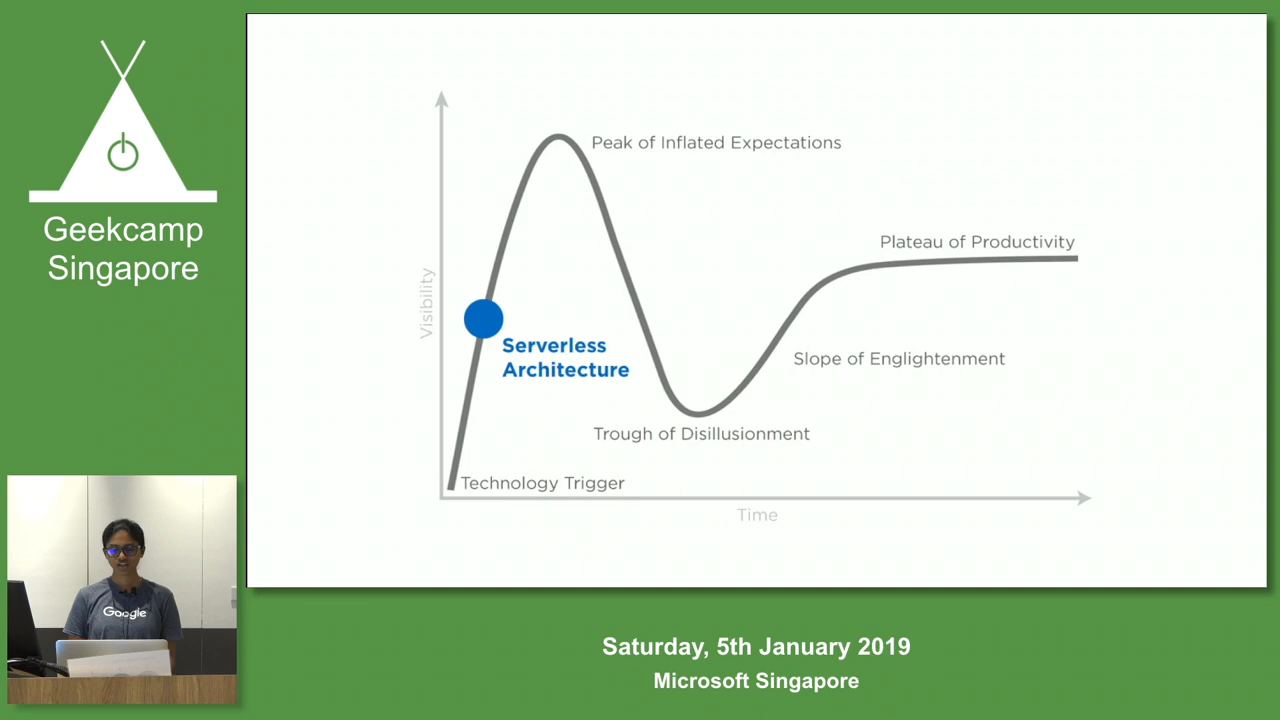 Geekcamp
Singapore
Peak of Inflated Expectations
Plateau of Productivity
Visibility
Serverless
Architecture
Slope of Englightenment
Trough of Disillusionment
Technology Trigger
Time
Google
Saturday, 5th January 2019
Microsoft Singapore